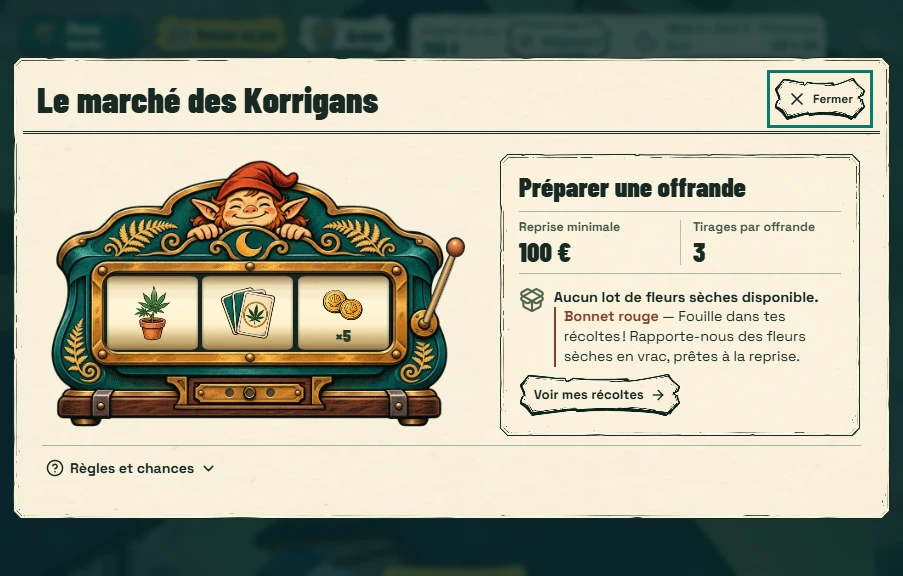 Le marché des Korrigans
Fermer
Préparer une offrande
Reprise minimale
100 €
Tirages par offrande
3
Aucun lot de fleurs sèches disponible.
Bonnet rouge — Fouille dans tes
récoltes ! Rapporte-nous des fleurs
sèches en vrac, prêtes à la reprise.
Voir mes récoltes
×5
Règles et chances